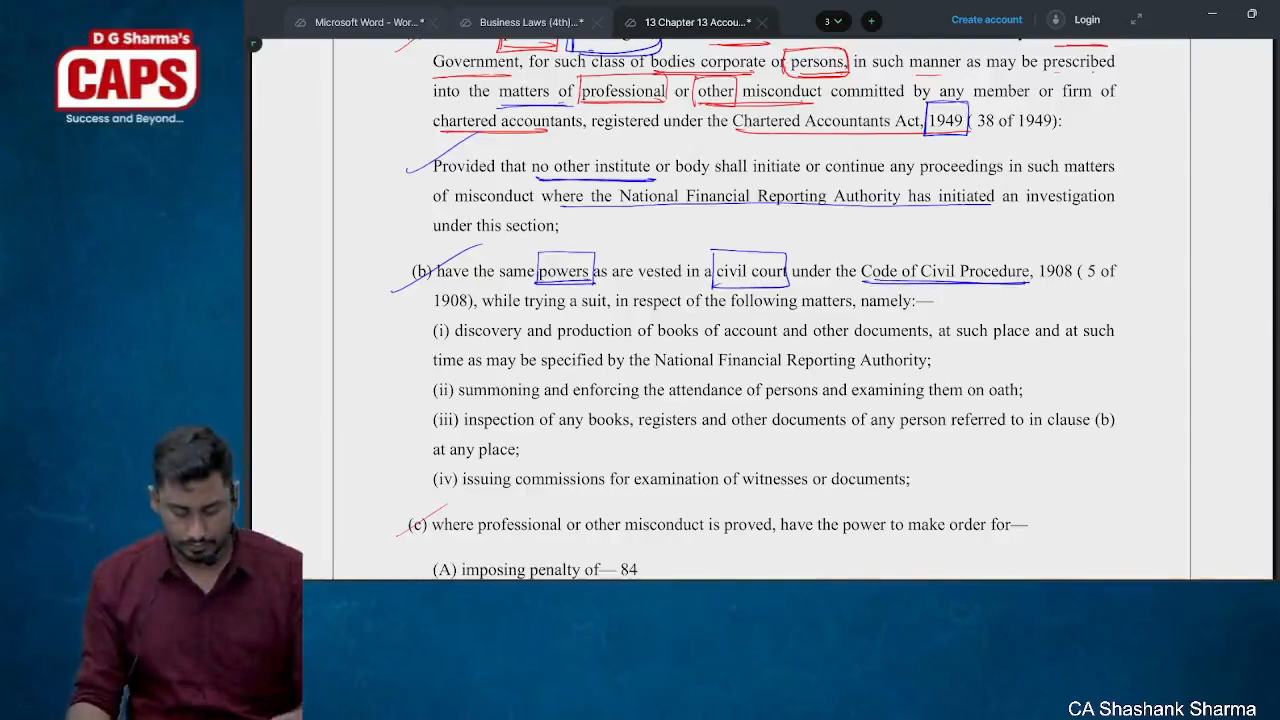 Microsoft Word - Wor...*
Business Laws (4th)...*
13 Chapter 13 Accou...*
3
Create account
Login
D G Sharma's
CAPS
Success and Beyond...
Government, for such class of bodies corporate or persons, in such manner as may be prescribed
into the matters of professional or other misconduct committed by any member or firm of
chartered accountants, registered under the Chartered Accountants Act, 1949 ( 38 of 1949):
Provided that no other institute or body shall initiate or continue any proceedings in such matters
of misconduct where the National Financial Reporting Authority has initiated an investigation
under this section;
(b) have the same powers as are vested in a civil court under the Code of Civil Procedure, 1908 ( 5 of
1908), while trying a suit, in respect of the following matters, namely:—
(i) discovery and production of books of account and other documents, at such place and at such
time as may be specified by the National Financial Reporting Authority;
(ii) summoning and enforcing the attendance of persons and examining them on oath;
(iii) inspection of any books, registers and other documents of any person referred to in clause (b)
at any place;
(iv) issuing commissions for examination of witnesses or documents;
(c) where professional or other misconduct is proved, have the power to make order for—
(A) imposing penalty of— 84
CA Shashank Sharma